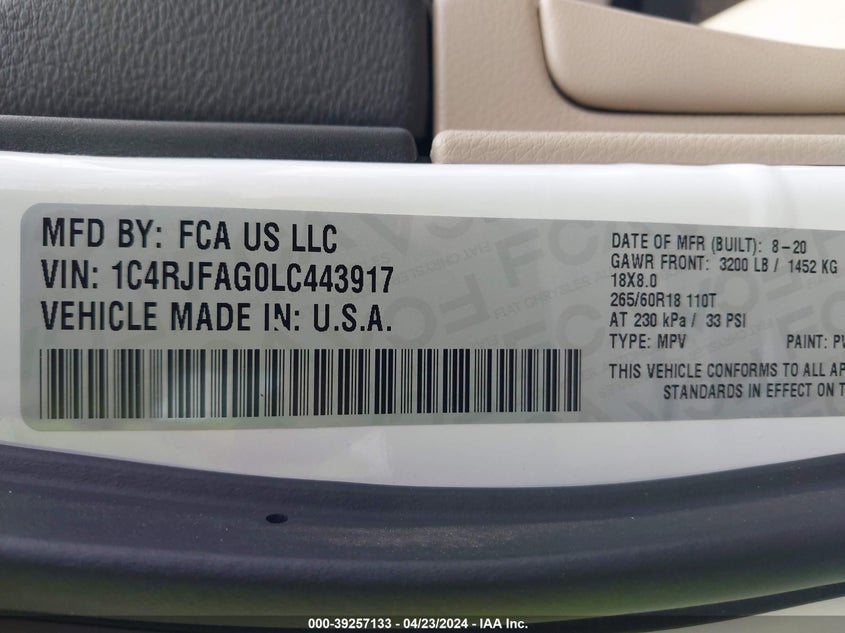 MFD BY: FCA US LLC
VIN: 1C4RJFAG0LC443917
VEHICLE MADE IN: U.S.A.
DATE OF MFR (BUILT): 8-20
GAWR FRONT: 3200 LB / 1452 KG
18X8.0
265/60R18 110T
AT 230 kPa / 33 PSI
TYPE: MPV PAINT: PW
THIS VEHICLE CONFORMS TO ALL AP
STANDARDS IN EFFECT ON T
000-39257133 - 04/23/2024 - IAA Inc.